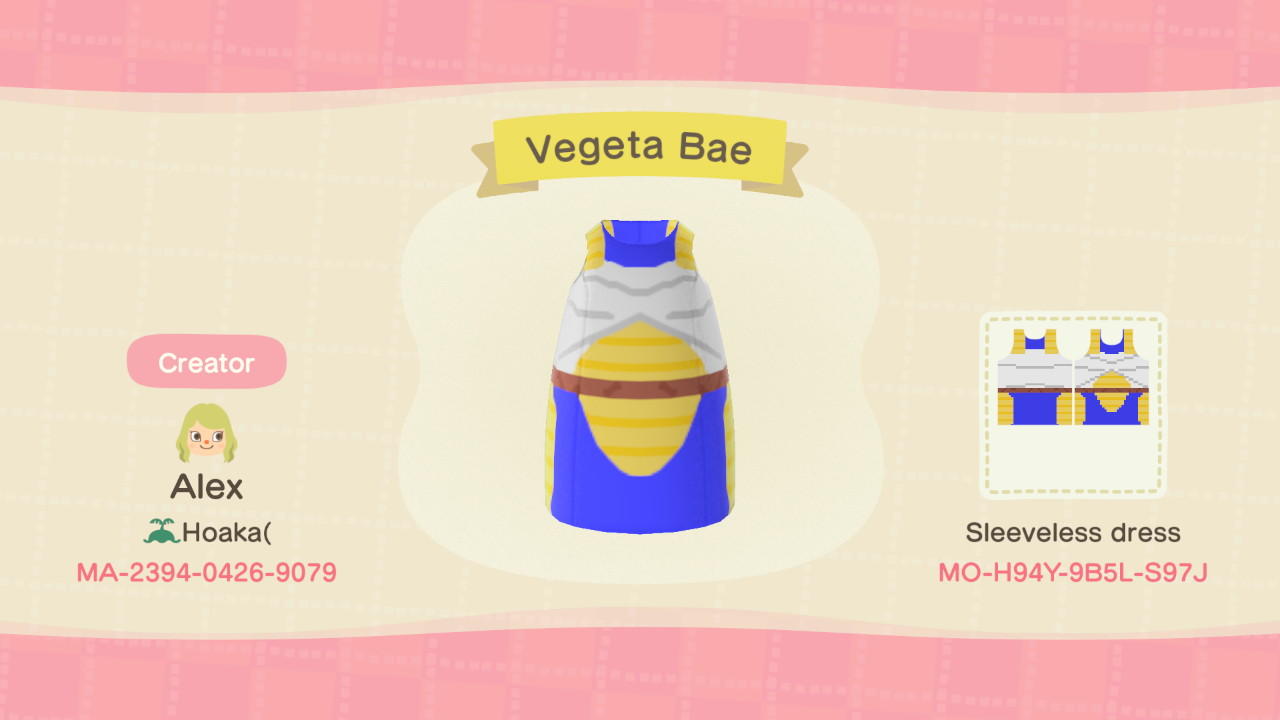 Vegeta Bae
Creator
Alex
Hoaka(
MA-2394-0426-9079
Sleeveless dress
MO-H94Y-9B5L-S97J